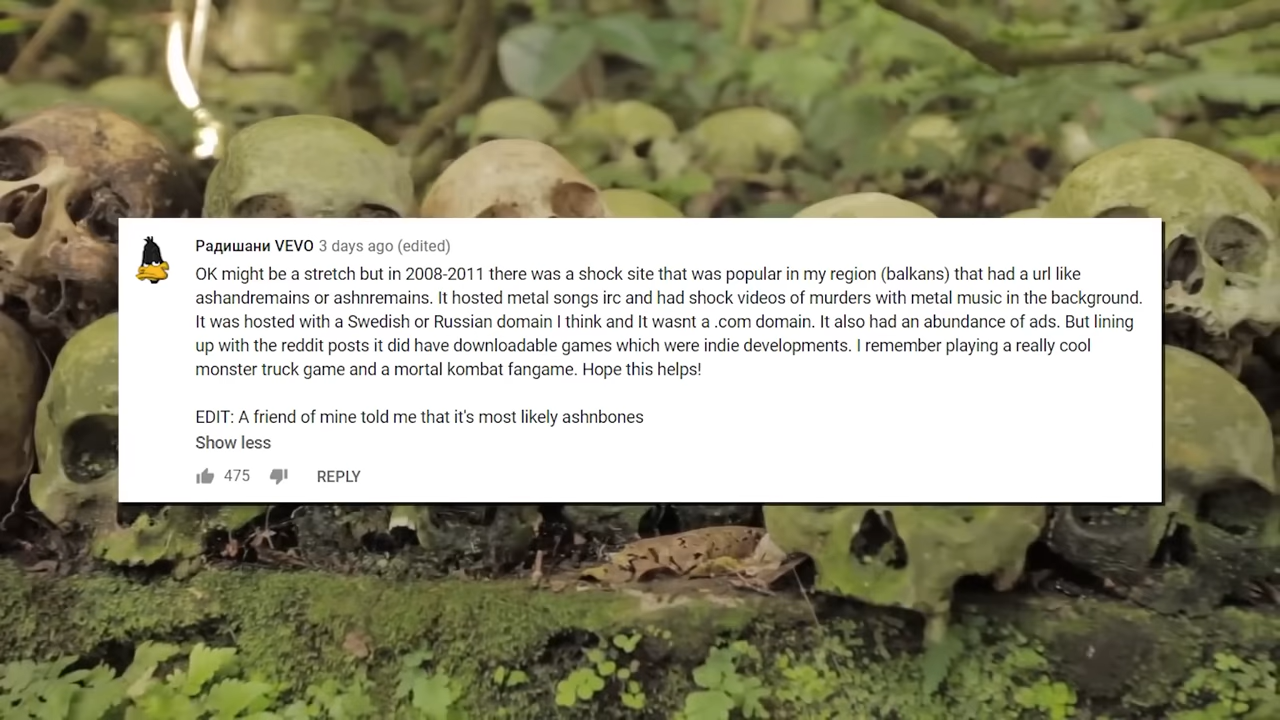 Радишани VEVO 3 days ago (edited)
OK might be a stretch but in 2008-2011 there was a shock site that was popular in my region (balkans) that had a url like
ashandremains or ashnremains. It hosted metal songs irc and had shock videos of murders with metal music in the background.
It was hosted with a Swedish or Russian domain I think and It wasnt a .com domain. It also had an abundance of ads. But lining
up with the reddit posts it did have downloadable games which were indie developments. I remember playing a really cool
monster truck game and a mortal kombat fangame. Hope this helps!
EDIT: A friend of mine told me that it's most likely ashnbones
Show less
475 REPLY